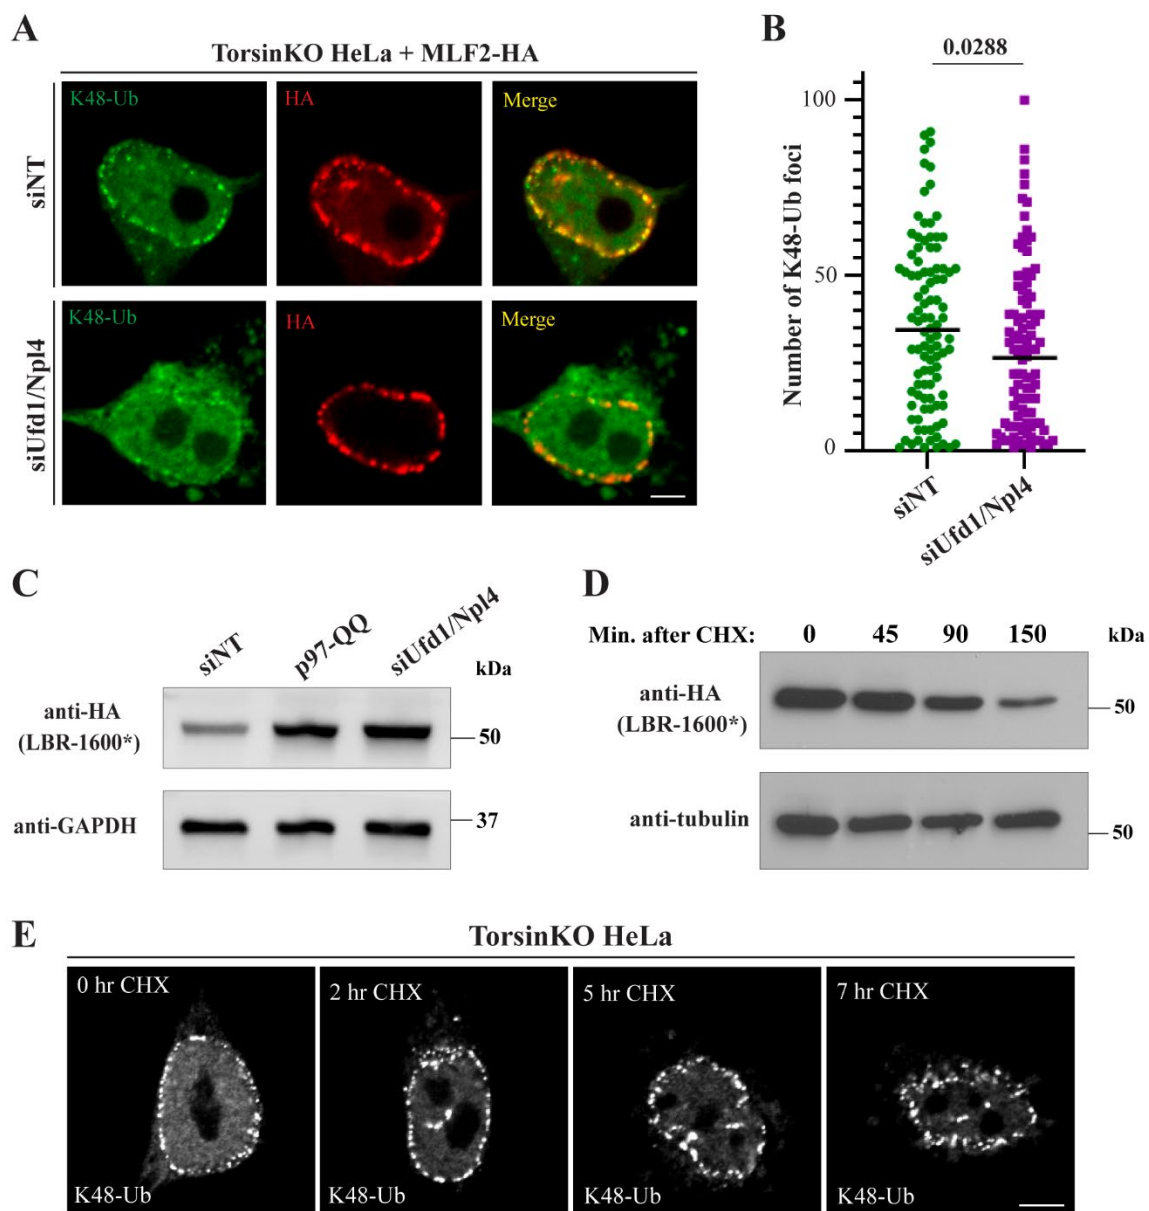 A
TorsinKO HeLa + MLF2-HA
siNT
K48-Ub
HA
Merge
siUfd1/Npl4
K48-Ub
HA
Merge
B
0.0288
Number of K48-Ub foci
100
50
0
siNT
siUfd1/Npl4
C
siNT
p97-QQ
siUfd1/Npl4
kDa
anti-HA
(LBR-1600*)
50
anti-GAPDH
37
D
Min. after CHX: 0 45 90 150 kDa
anti-HA
(LBR-1600*)
50
anti-tubulin
50
E
TorsinKO HeLa
0 hr CHX
2 hr CHX
5 hr CHX
7 hr CHX
K48-Ub
K48-Ub
K48-Ub
K48-Ub